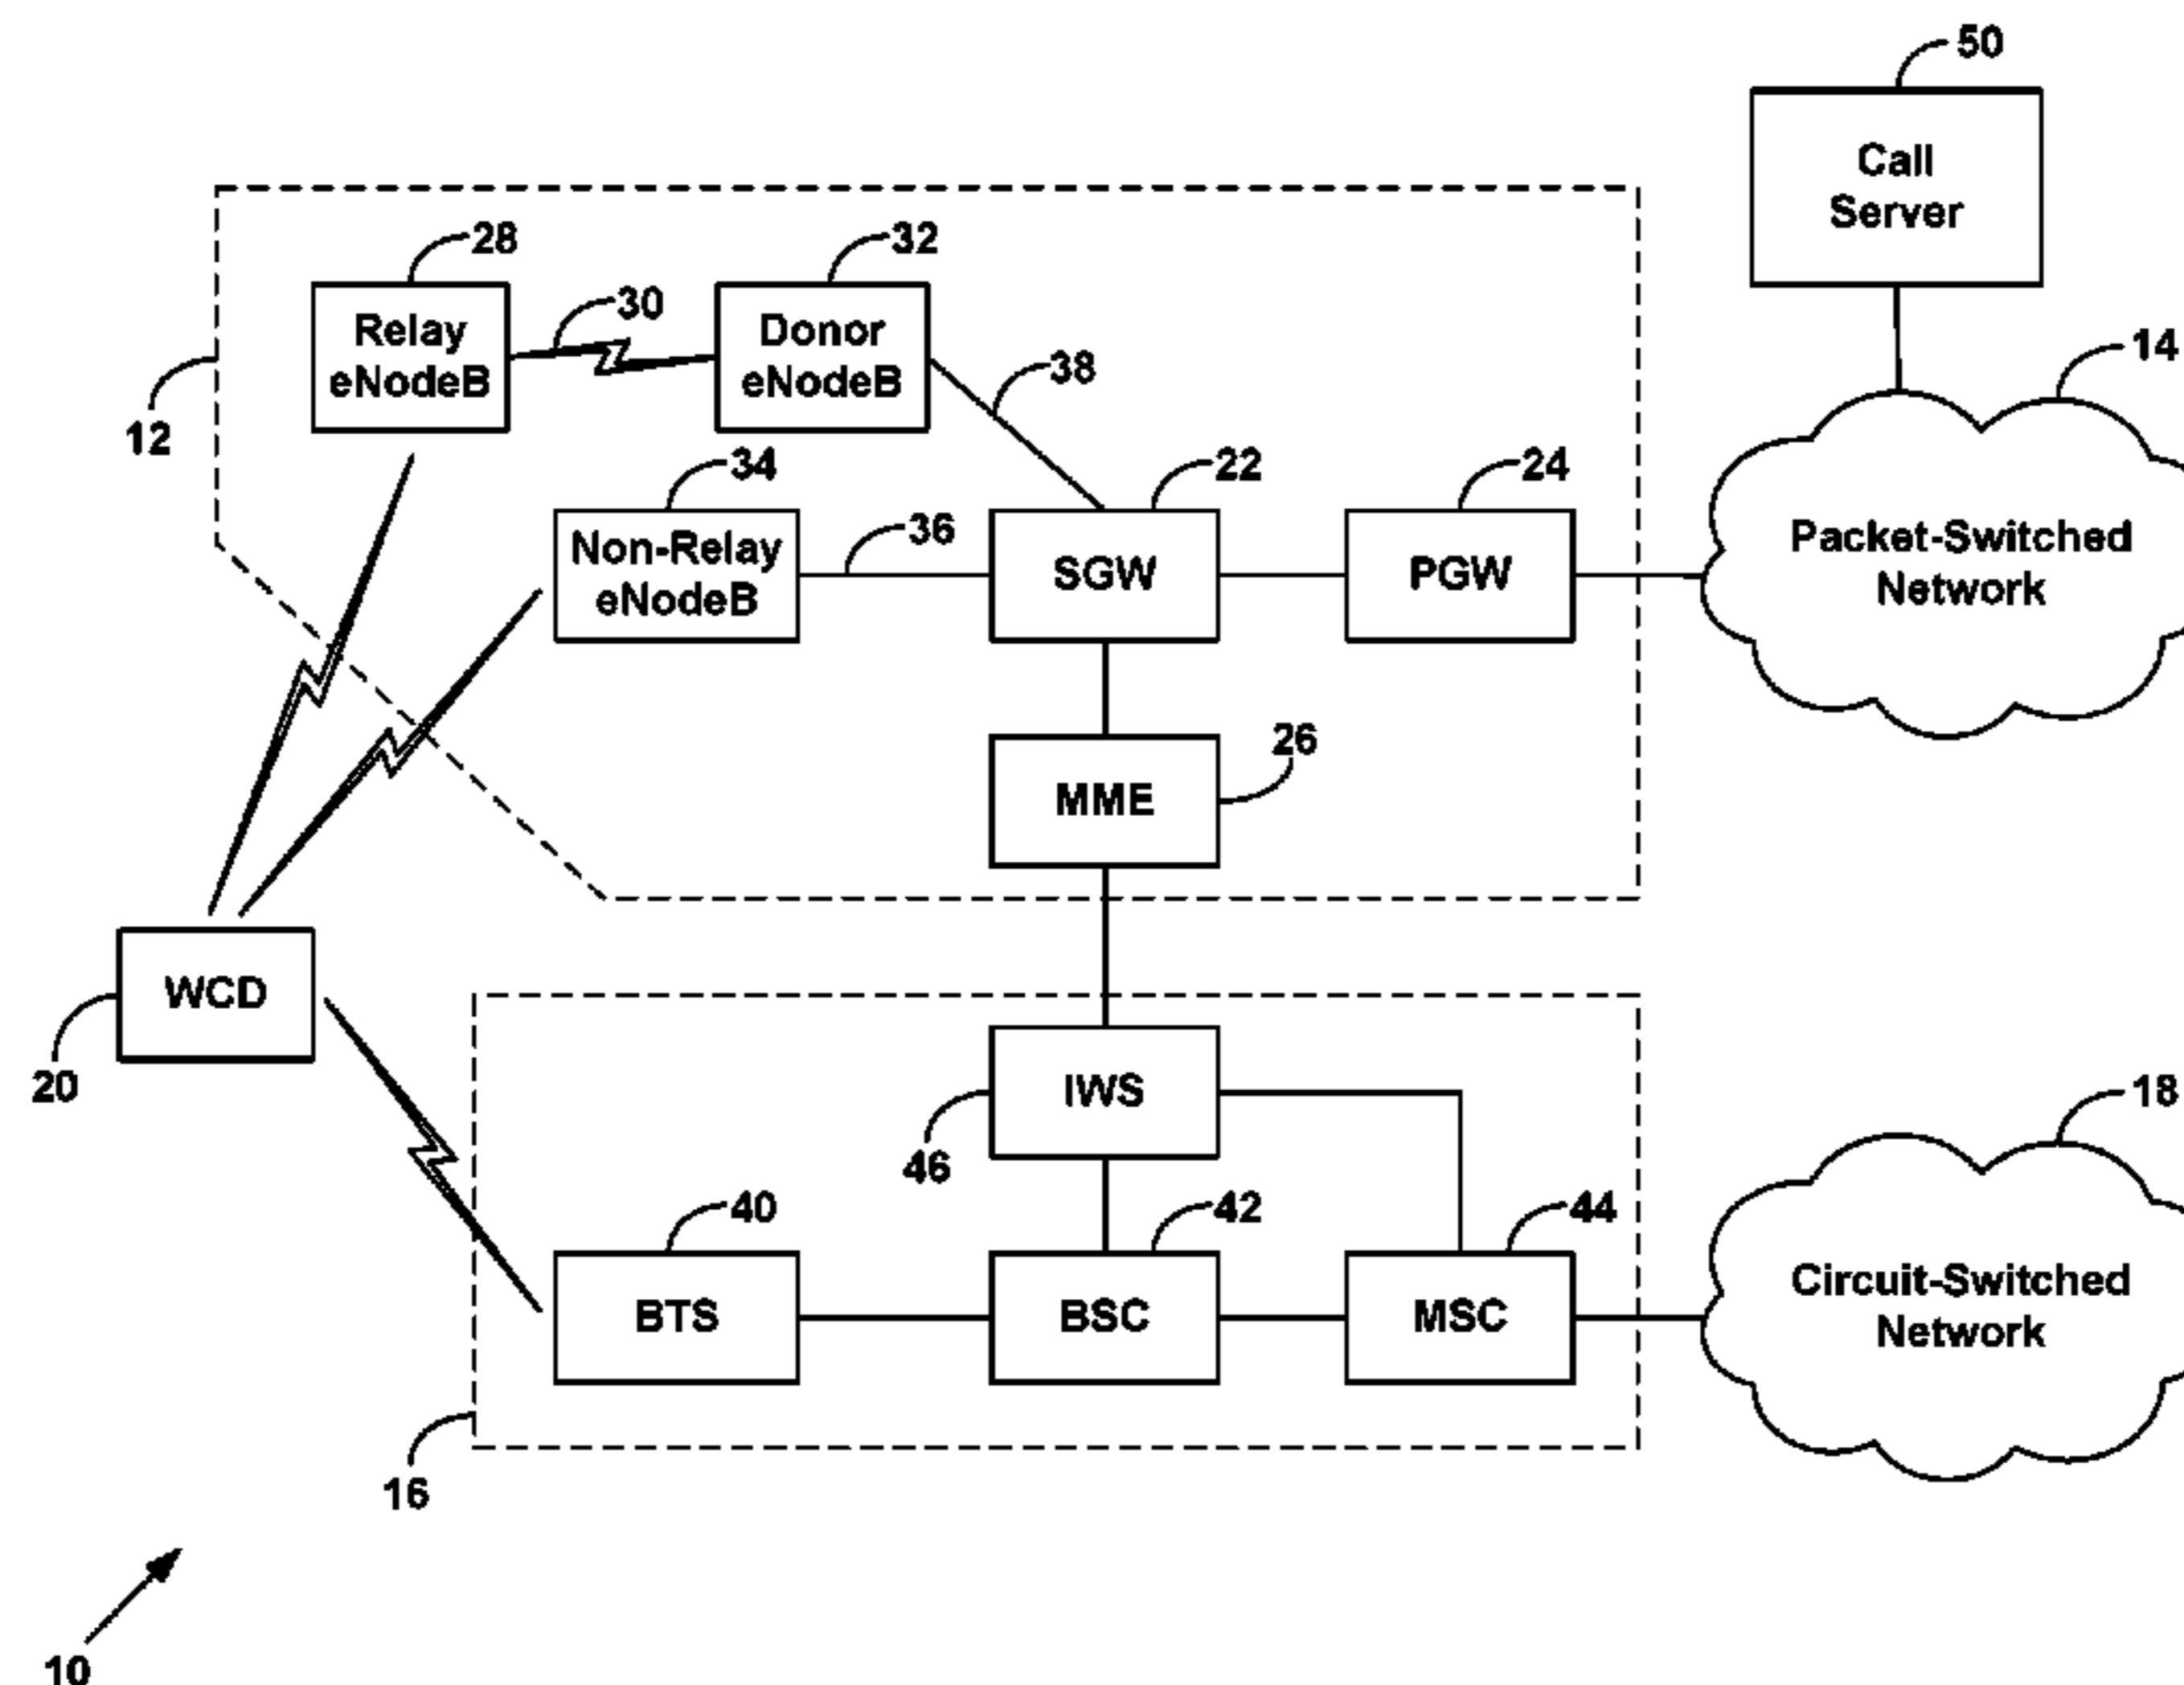 50
Call
Server
28
32
30
Relay
eNodeB
Donor
eNodeB
38
14
12
34
22
24
36
Non-Relay
eNodeB
SGW
PGW
Packet-Switched
Network
26
MME
WCD
20
IWS
46
18
40
42
44
BTS
BSC
MSC
Circuit-Switched
Network
16
10